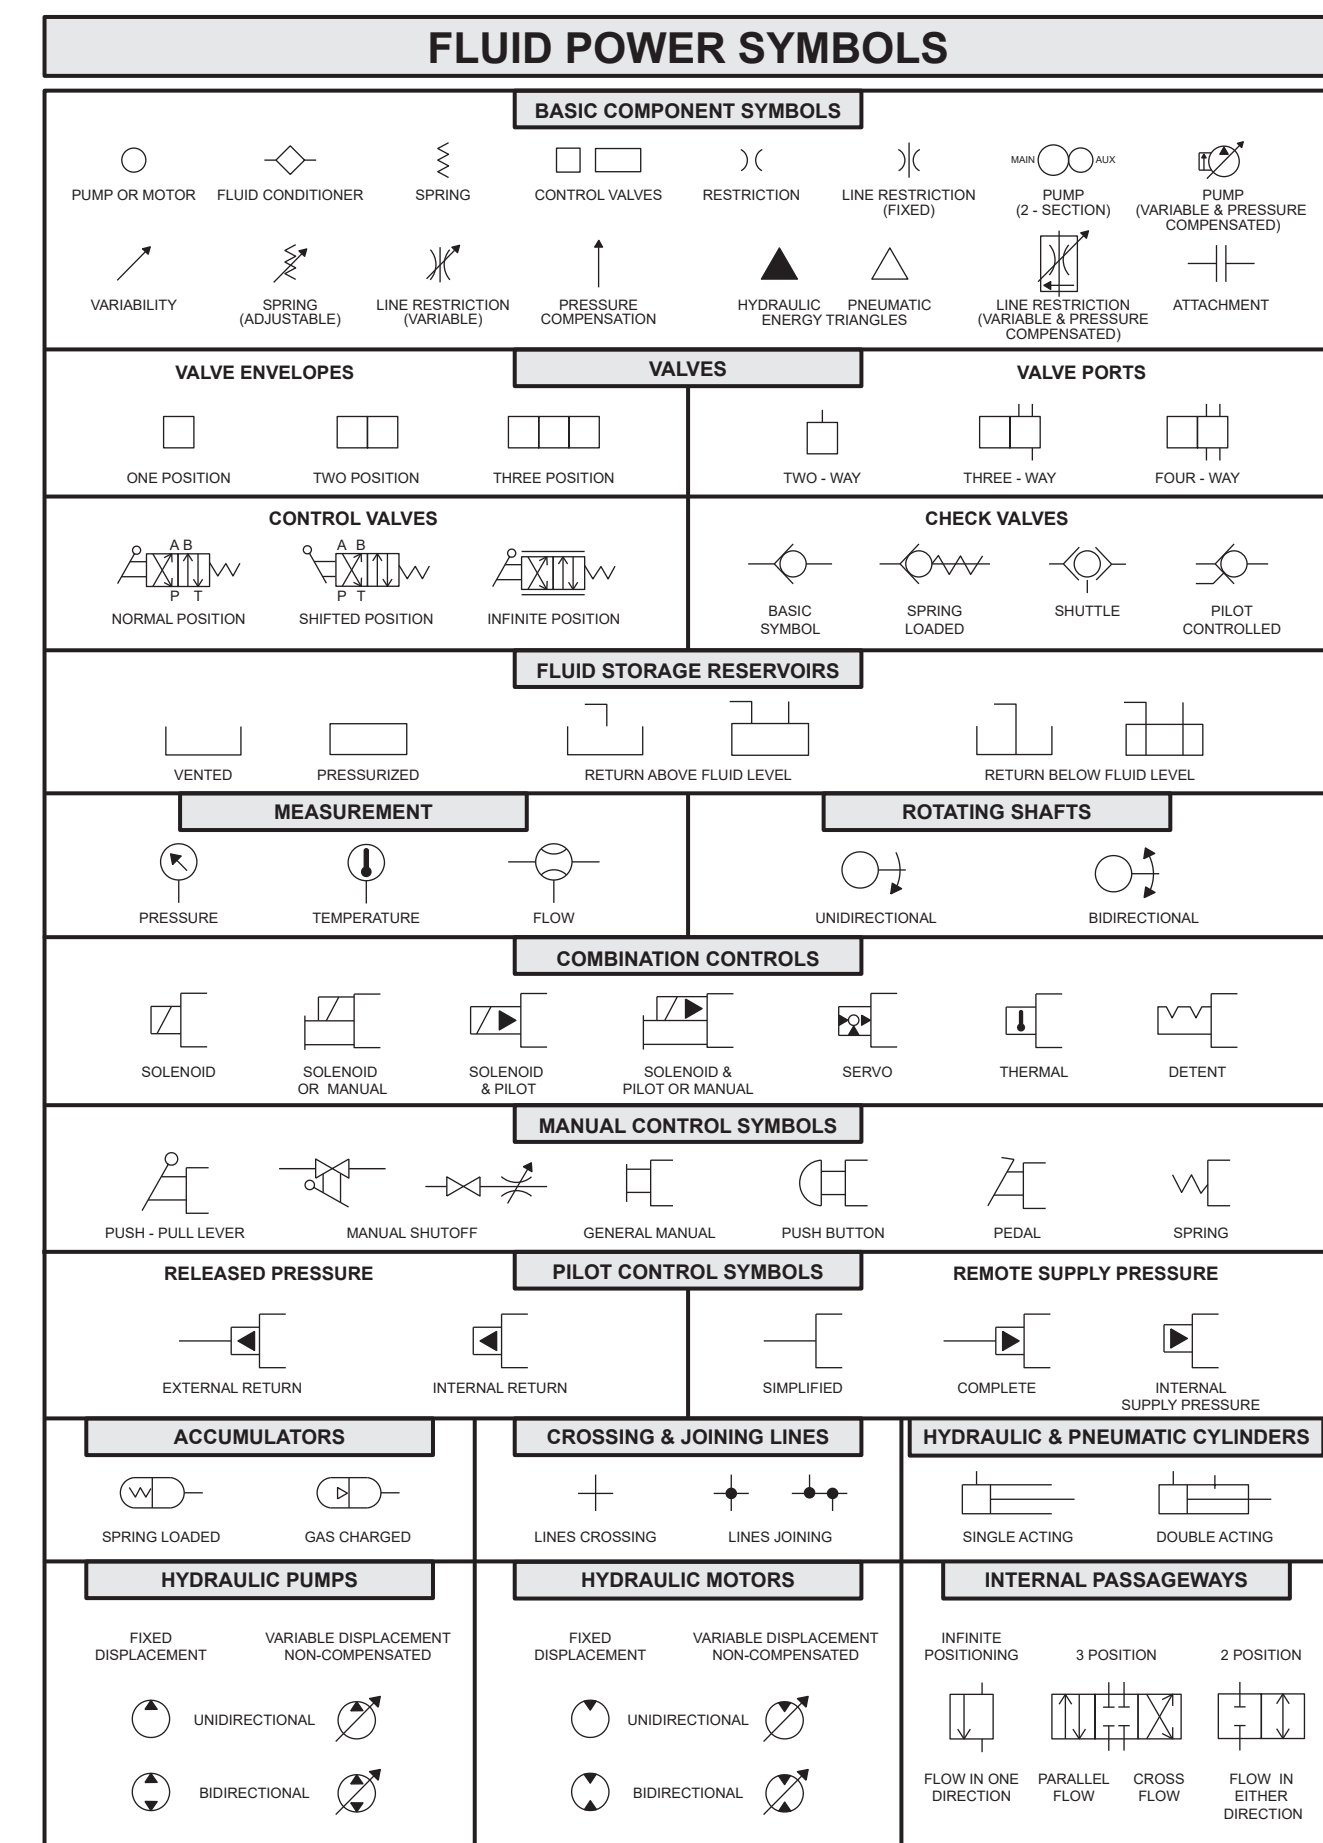 FLUID POWER SYMBOLS
BASIC COMPONENT SYMBOLS
MAIN
AUX
PUMP OR MOTOR
FLUID CONDITIONER
SPRING
CONTROL VALVES
RESTRICTION
LINE RESTRICTION
(FIXED)
PUMP
(2 - SECTION)
PUMP
(VARIABLE & PRESSURE
COMPENSATED)
VARIABILITY
SPRING
(ADJUSTABLE)
LINE RESTRICTION
(VARIABLE)
PRESSURE
COMPENSATION
HYDRAULIC PNEUMATIC
ENERGY TRIANGLES
LINE RESTRICTION
(VARIABLE & PRESSURE
COMPENSATED)
ATTACHMENT
VALVES
VALVE ENVELOPES
ONE POSITION
TWO POSITION
THREE POSITION
VALVE PORTS
TWO - WAY
THREE - WAY
FOUR - WAY
CONTROL VALVES
A B
P T
NORMAL POSITION
A B
P T
SHIFTED POSITION
INFINITE POSITION
CHECK VALVES
BASIC
SYMBOL
SPRING
LOADED
SHUTTLE
PILOT
CONTROLLED
FLUID STORAGE RESERVOIRS
VENTED
PRESSURIZED
RETURN ABOVE FLUID LEVEL
RETURN BELOW FLUID LEVEL
MEASUREMENT
PRESSURE
TEMPERATURE
FLOW
ROTATING SHAFTS
UNIDIRECTIONAL
BIDIRECTIONAL
COMBINATION CONTROLS
SOLENOID
SOLENOID
OR MANUAL
SOLENOID
& PILOT
SOLENOID &
PILOT OR MANUAL
SERVO
THERMAL
DETENT
MANUAL CONTROL SYMBOLS
PUSH - PULL LEVER
MANUAL SHUTOFF
GENERAL MANUAL
PUSH BUTTON
PEDAL
SPRING
PILOT CONTROL SYMBOLS
RELEASED PRESSURE
EXTERNAL RETURN
INTERNAL RETURN
REMOTE SUPPLY PRESSURE
SIMPLIFIED
COMPLETE
INTERNAL
SUPPLY PRESSURE
ACCUMULATORS
SPRING LOADED
GAS CHARGED
CROSSING & JOINING LINES
LINES CROSSING
LINES JOINING
HYDRAULIC & PNEUMATIC CYLINDERS
SINGLE ACTING
DOUBLE ACTING
HYDRAULIC PUMPS
FIXED
DISPLACEMENT
VARIABLE DISPLACEMENT
NON-COMPENSATED
UNIDIRECTIONAL
BIDIRECTIONAL
HYDRAULIC MOTORS
FIXED
DISPLACEMENT
VARIABLE DISPLACEMENT
NON-COMPENSATED
UNIDIRECTIONAL
BIDIRECTIONAL
INTERNAL PASSAGEWAYS
INFINITE
POSITIONING
3 POSITION
2 POSITION
FLOW IN ONE
DIRECTION
PARALLEL
FLOW
CROSS
FLOW
FLOW IN
EITHER
DIRECTION